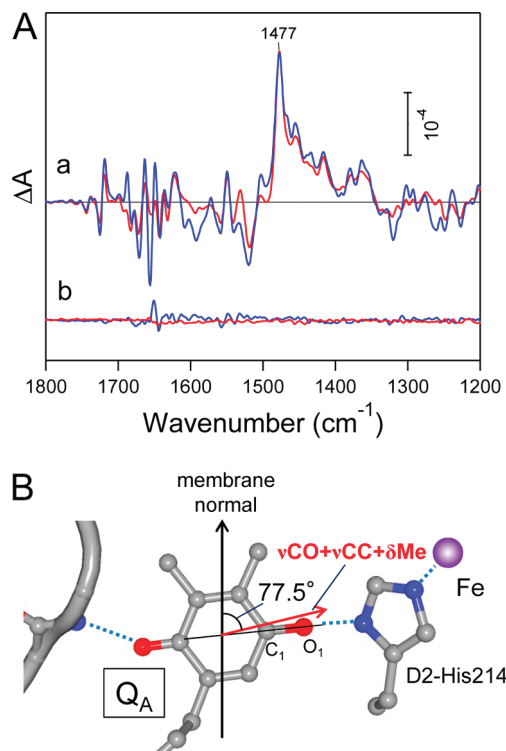 A
1477
10⁻⁴
a
ΔA
b
1800 1700 1600 1500 1400 1300 1200
Wavenumber (cm⁻¹)
B
membrane
normal
νCO+νCC+δMe
77.5°
Fe
C₁ O₁
D2-His214
Q_A